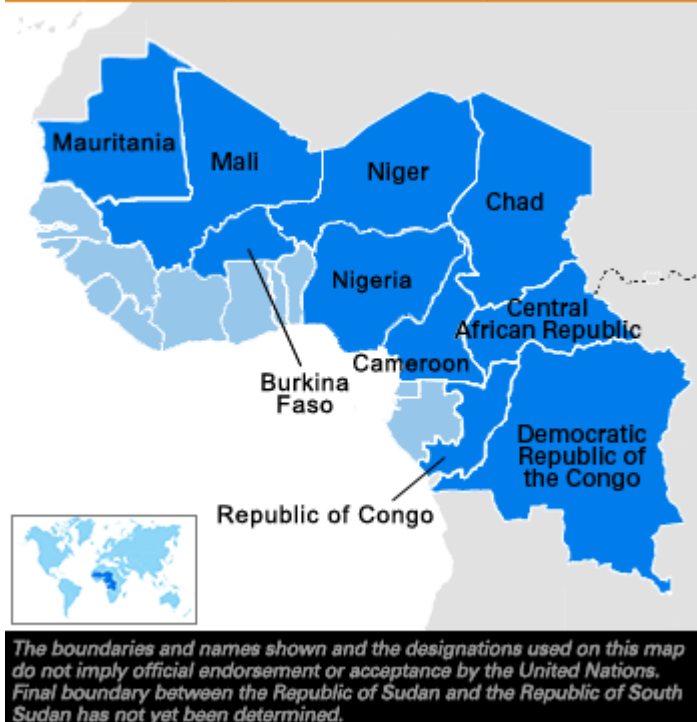 Mauritania
Mali
Niger
Chad
Nigeria
Central
African Republic
Cameroon
Burkina
Faso
Democratic
Republic of
the Congo
Republic of Congo
The boundaries and names shown and the designations used on this map
do not imply official endorsement or acceptance by the United Nations.
Final boundary between the Republic of Sudan and the Republic of South
Sudan has not yet been determined.